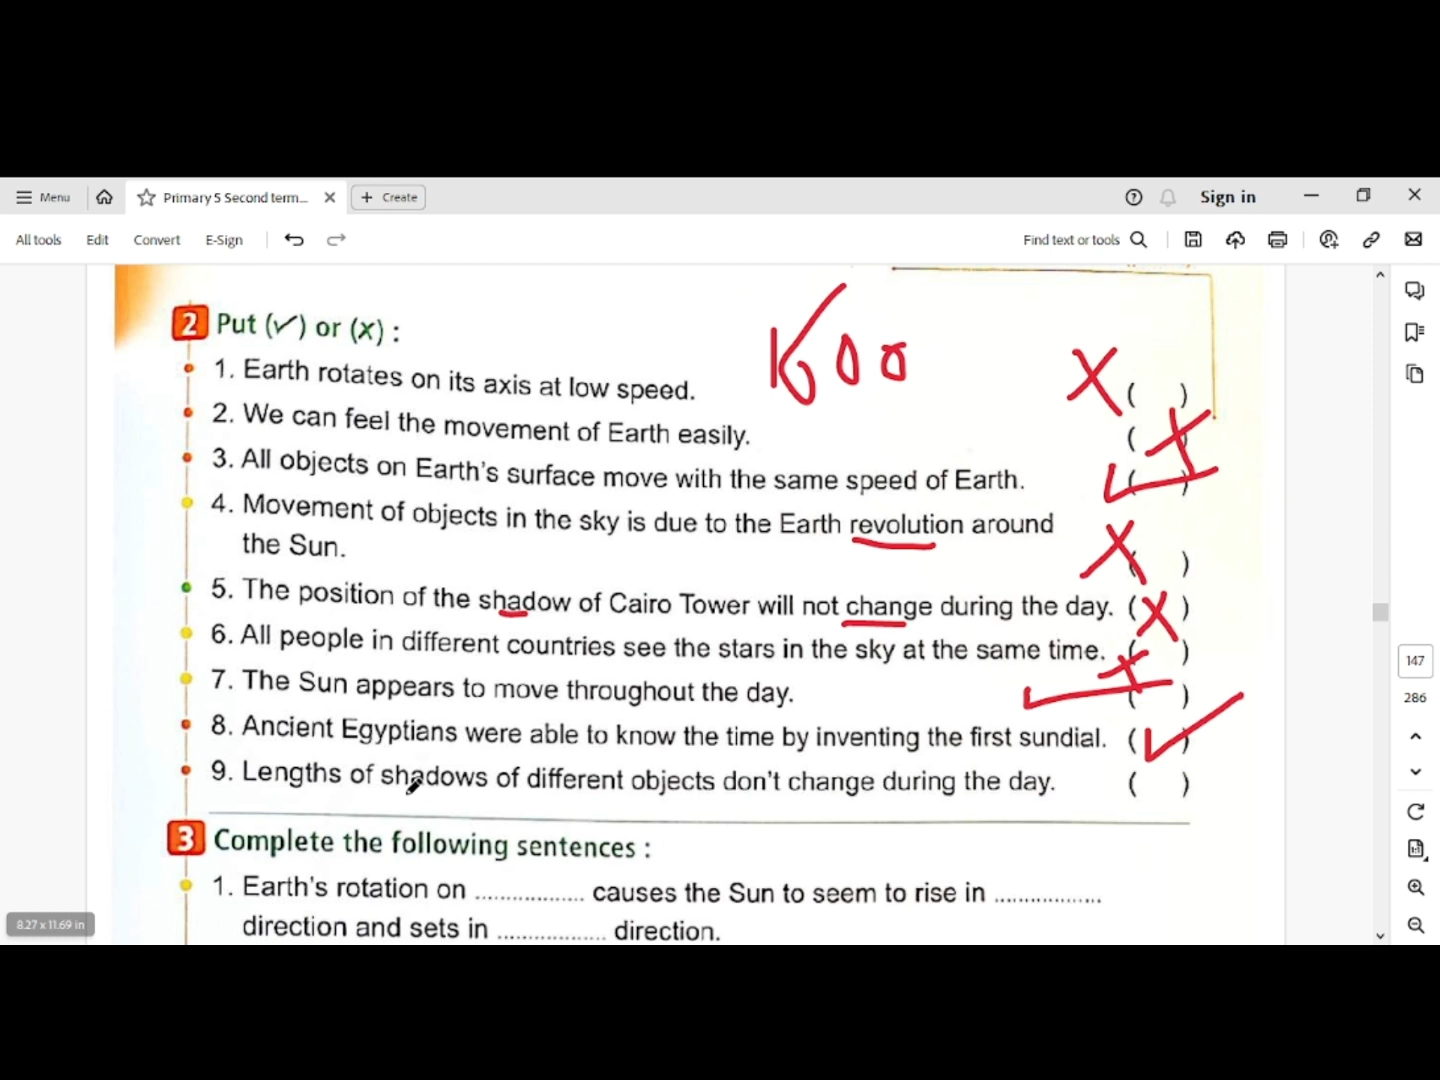 Menu Primary 5 Second term... Create Sign in
All tools Edit Convert E-Sign Find text or tools
2 Put (✓) or (x) :
1600
1. Earth rotates on its axis at low speed. X ( )
2. We can feel the movement of Earth easily. ( X )
3. All objects on Earth's surface move with the same speed of Earth. ( ✓ )
4. Movement of objects in the sky is due to the Earth revolution around
the Sun. X ( )
5. The position of the shadow of Cairo Tower will not change during the day. ( X )
6. All people in different countries see the stars in the sky at the same time. ( X )
7. The Sun appears to move throughout the day. ✓ ( )
8. Ancient Egyptians were able to know the time by inventing the first sundial. ( ✓ )
9. Lengths of shadows of different objects don't change during the day. ( )
3 Complete the following sentences :
1. Earth's rotation on ................ causes the Sun to seem to rise in ................
direction and sets in ................ direction.
147
286
8.27 x 11.69 in